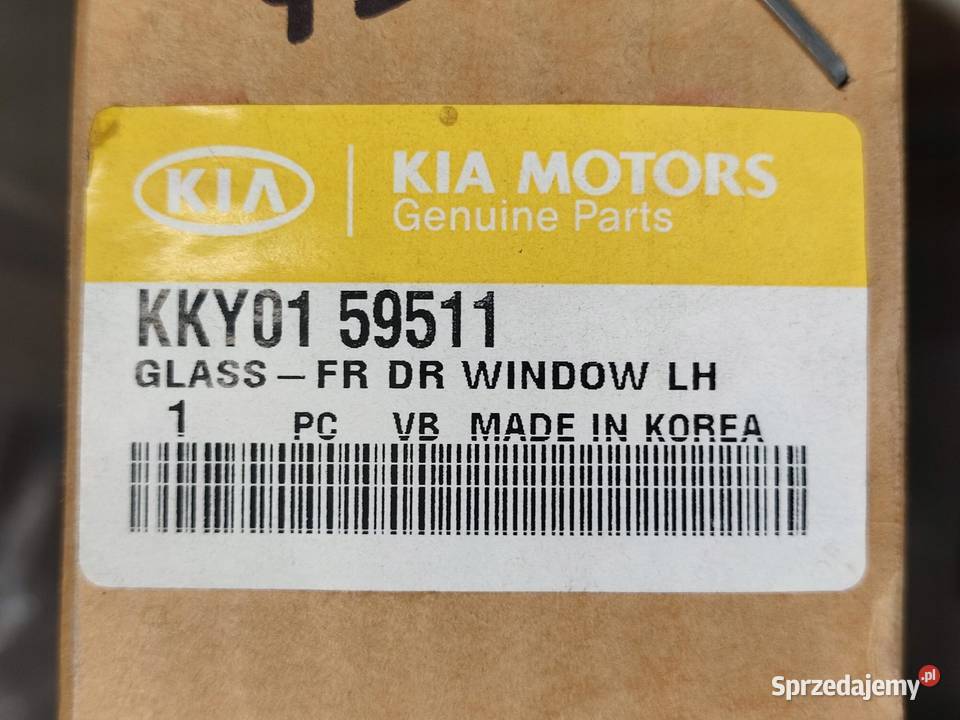 KIA
KIA MOTORS
Genuine Parts
KKY01 59511
GLASS – FR DR WINDOW LH
1 PC VB MADE IN KOREA
Sprzedajemy.pl